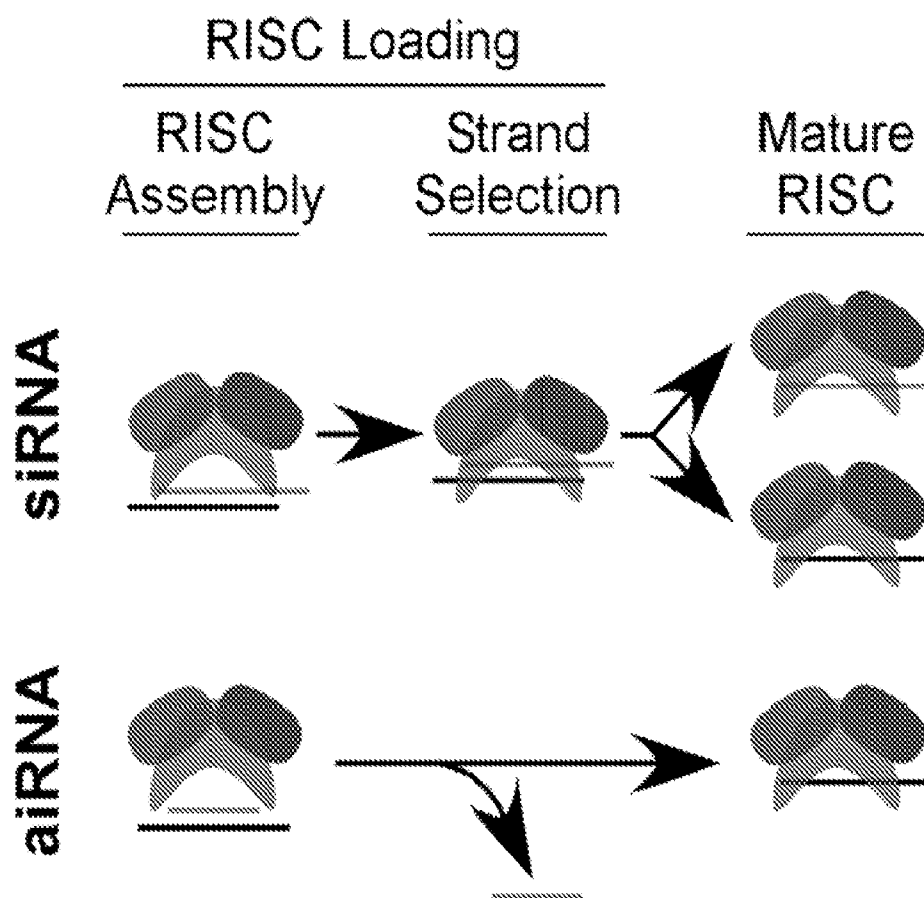 RISC Loading
RISC
Assembly
Strand
Selection
Mature
RISC
siRNA
aiRNA